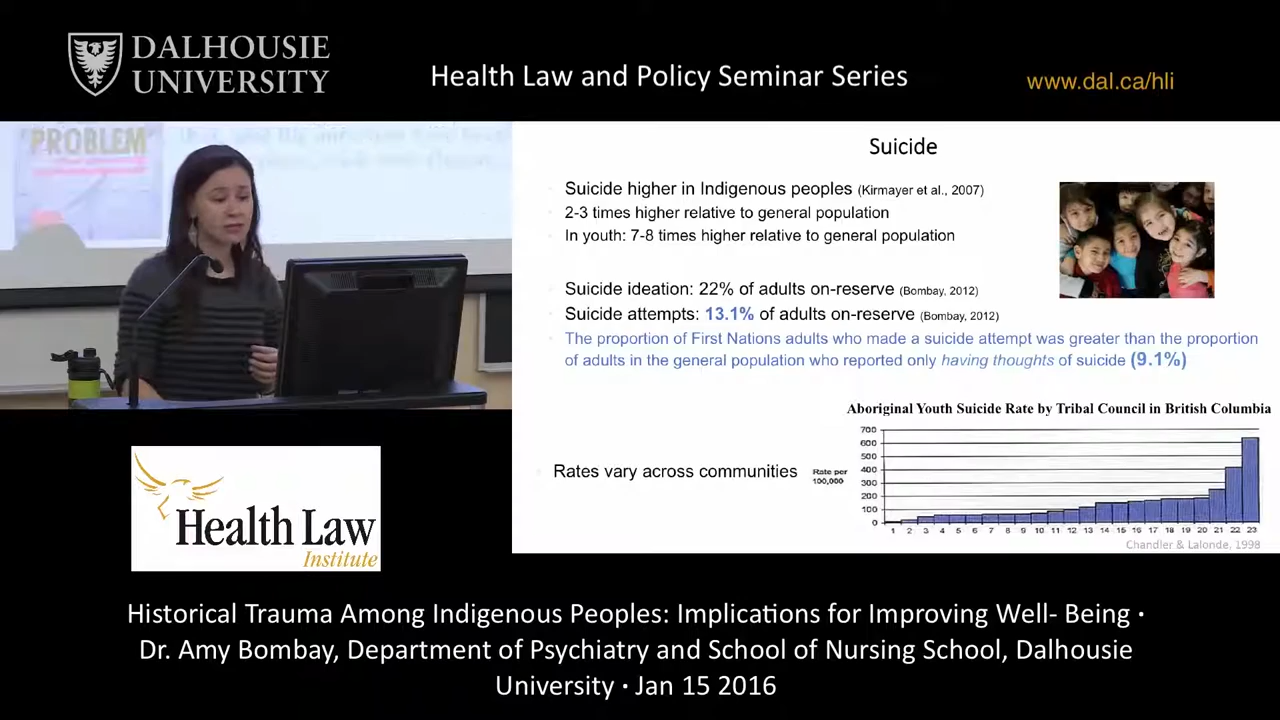 DALHOUSIE
UNIVERSITY
Health Law and Policy Seminar Series
www.dal.ca/hli
PROBLEM
Suicide
Suicide higher in Indigenous peoples (Kirmayer et al., 2007)
2-3 times higher relative to general population
In youth: 7-8 times higher relative to general population
Suicide ideation: 22% of adults on-reserve (Bombay, 2012)
Suicide attempts: 13.1% of adults on-reserve (Bombay, 2012)
The proportion of First Nations adults who made a suicide attempt was greater than the proportion
of adults in the general population who reported only having thoughts of suicide (9.1%)
Rates vary across communities
Aboriginal Youth Suicide Rate by Tribal Council in British Columbia
Rate per
100,000
700
600
500
400
300
200
100
0
1 2 3 4 5 6 7 8 9 10 11 12 13 14 15 16 17 18 19 20 21 22 23
Chandler & Lalonde, 1998
Health Law
Institute
Historical Trauma Among Indigenous Peoples: Implications for Improving Well- Being ·
Dr. Amy Bombay, Department of Psychiatry and School of Nursing School, Dalhousie
University · Jan 15 2016